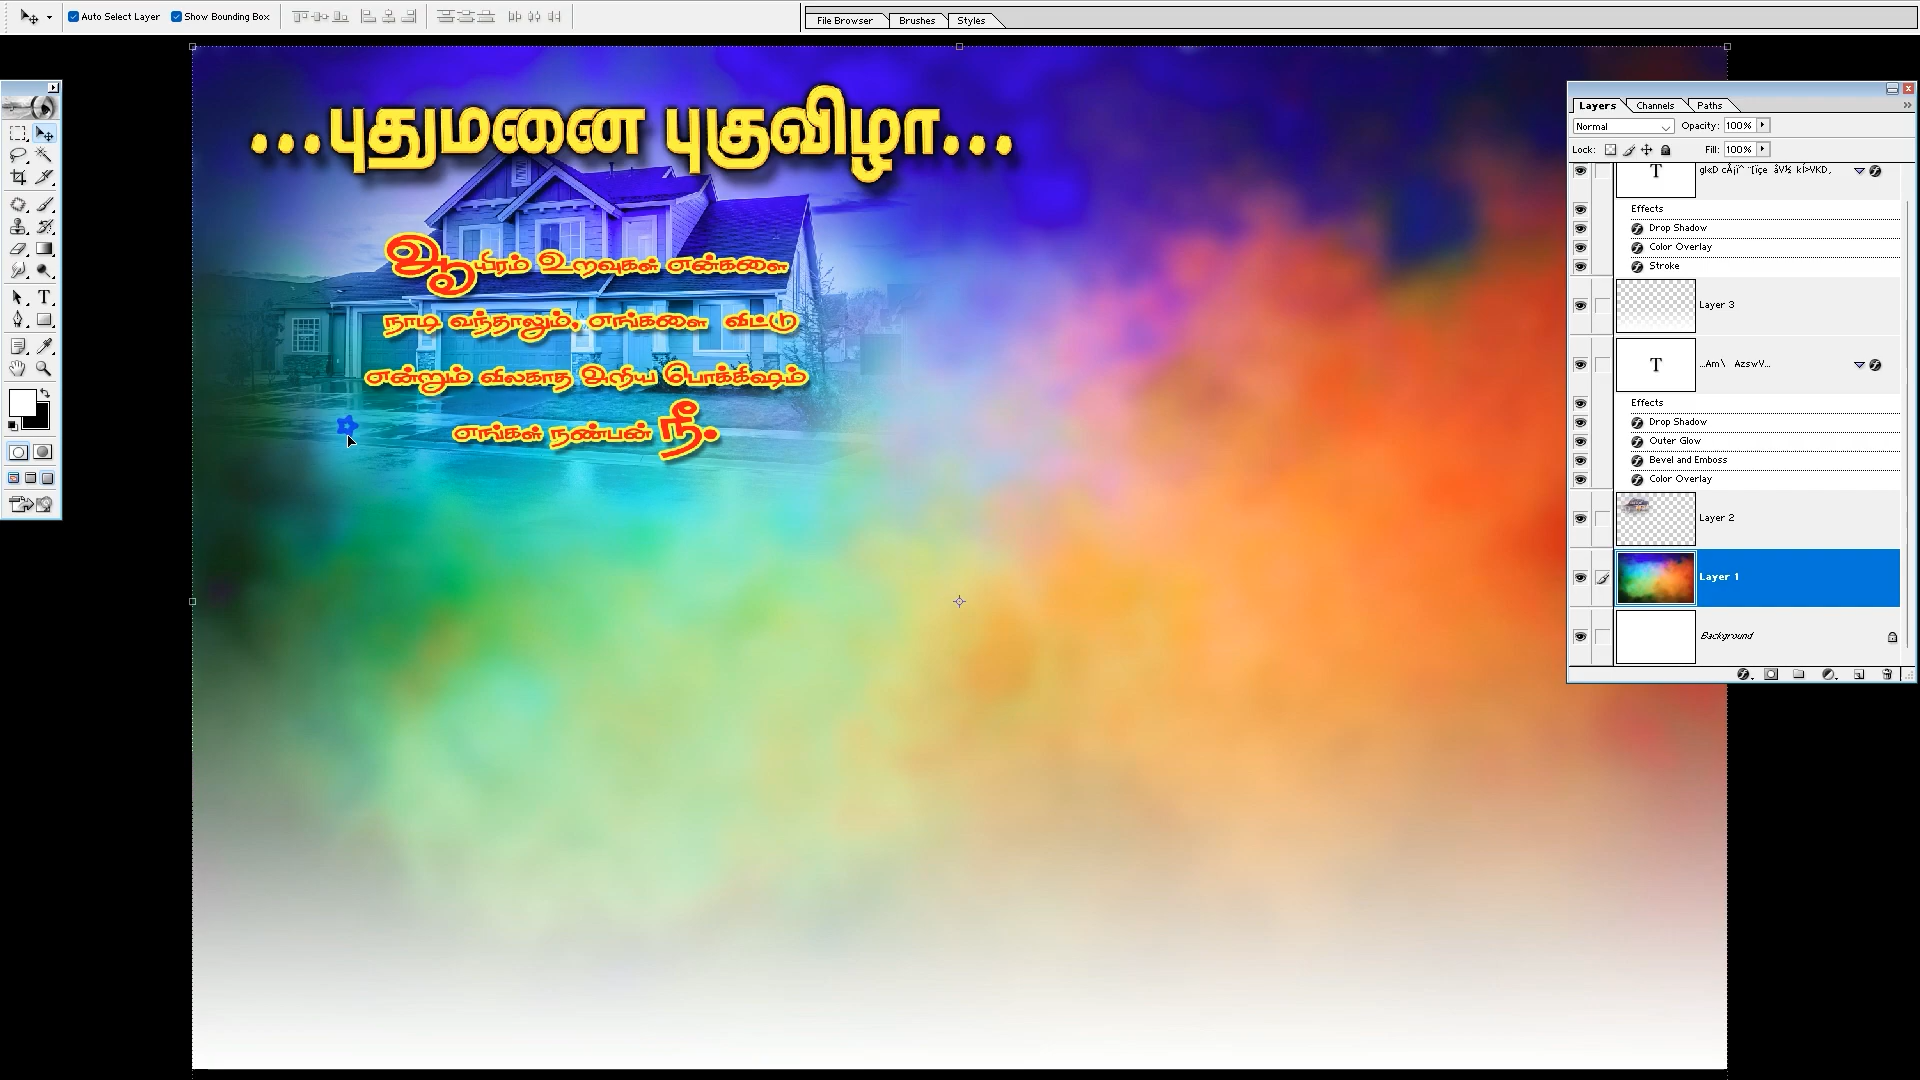 Auto Select Layer Show Bounding Box
File Browser Brushes Styles
...புதுமனை புகுவிழா...
ஆயிரம் உறவுகள் எங்களை
நாடி வந்தாலும், எங்களை விட்டு
என்றும் விலகாத அரிய பொக்கிஷம்
எங்கள் நண்பன் நீ.
Layers Channels Paths
Normal Opacity: 100%
Lock: Fill: 100%
T
Effects
Drop Shadow
Color Overlay
Stroke
Layer 3
T ...Am\ AzswV...
Effects
Drop Shadow
Outer Glow
Bevel and Emboss
Color Overlay
Layer 2
Layer 1
Background